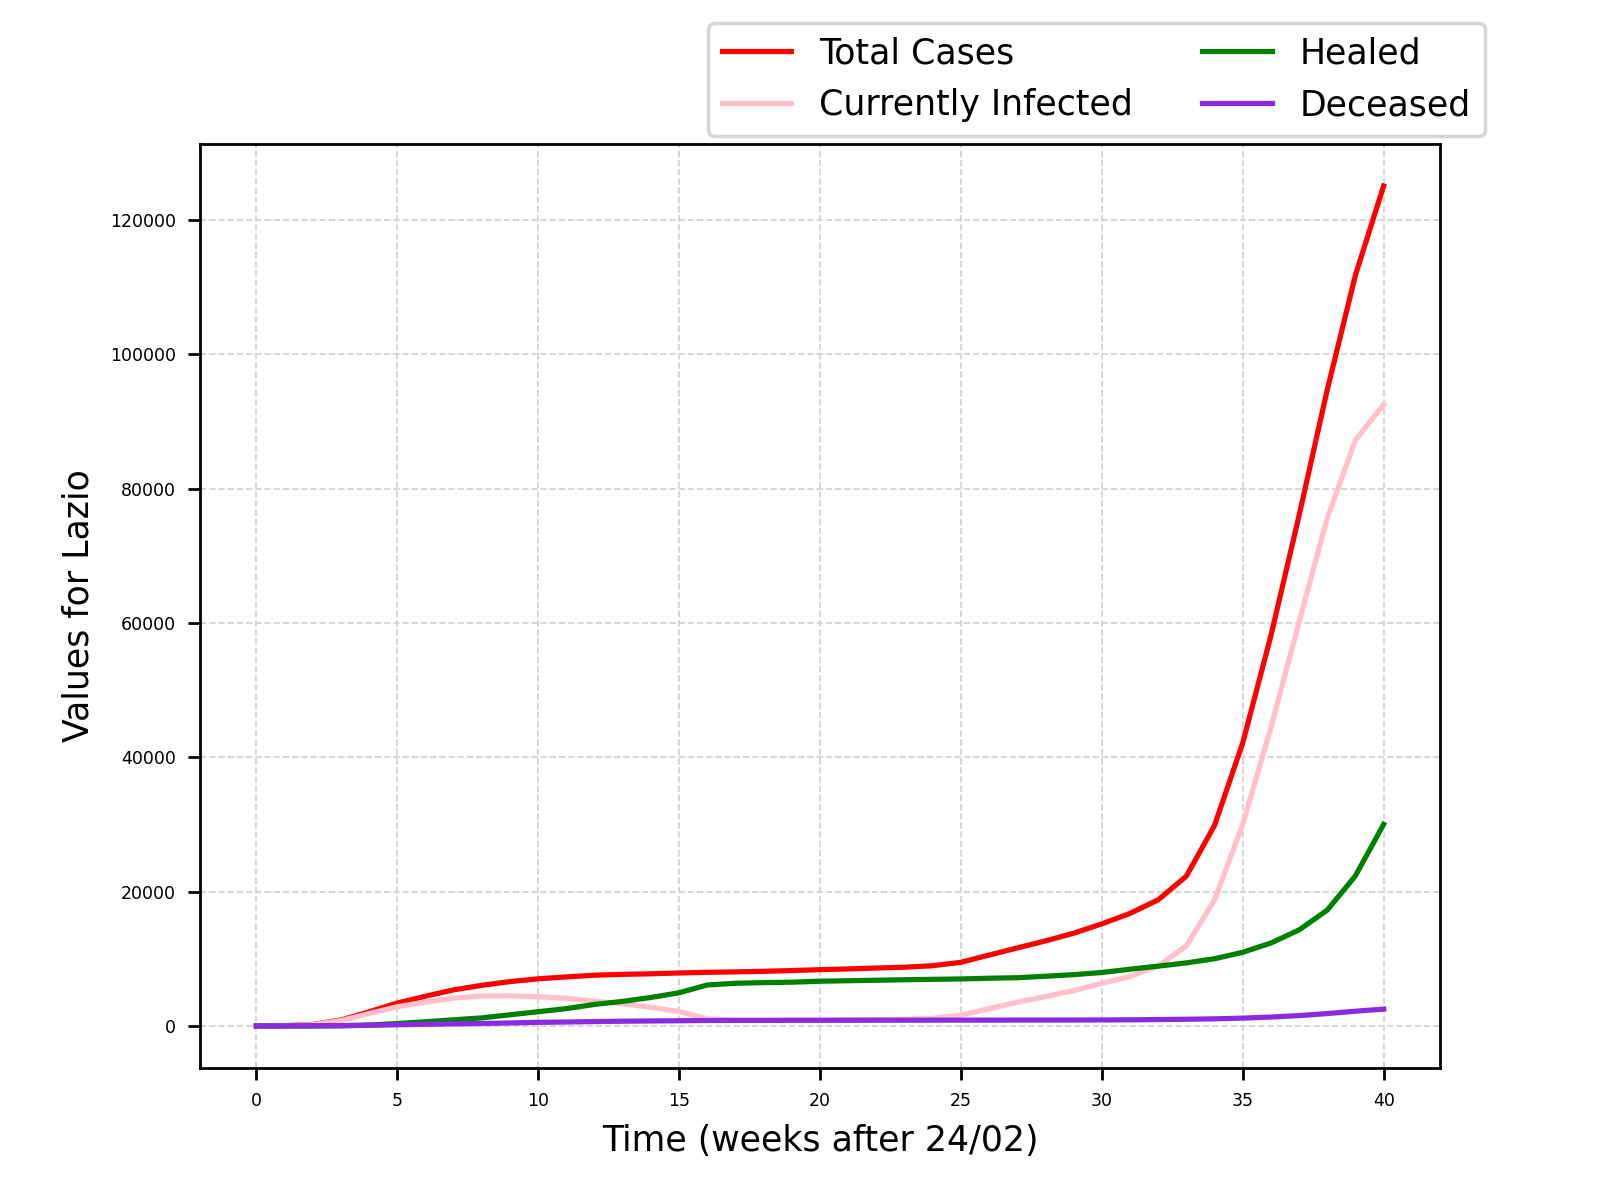 Total Cases
Currently Infected
Healed
Deceased
Values for Lazio
120000
100000
80000
60000
40000
20000
0
0 5 10 15 20 25 30 35 40
Time (weeks after 24/02)